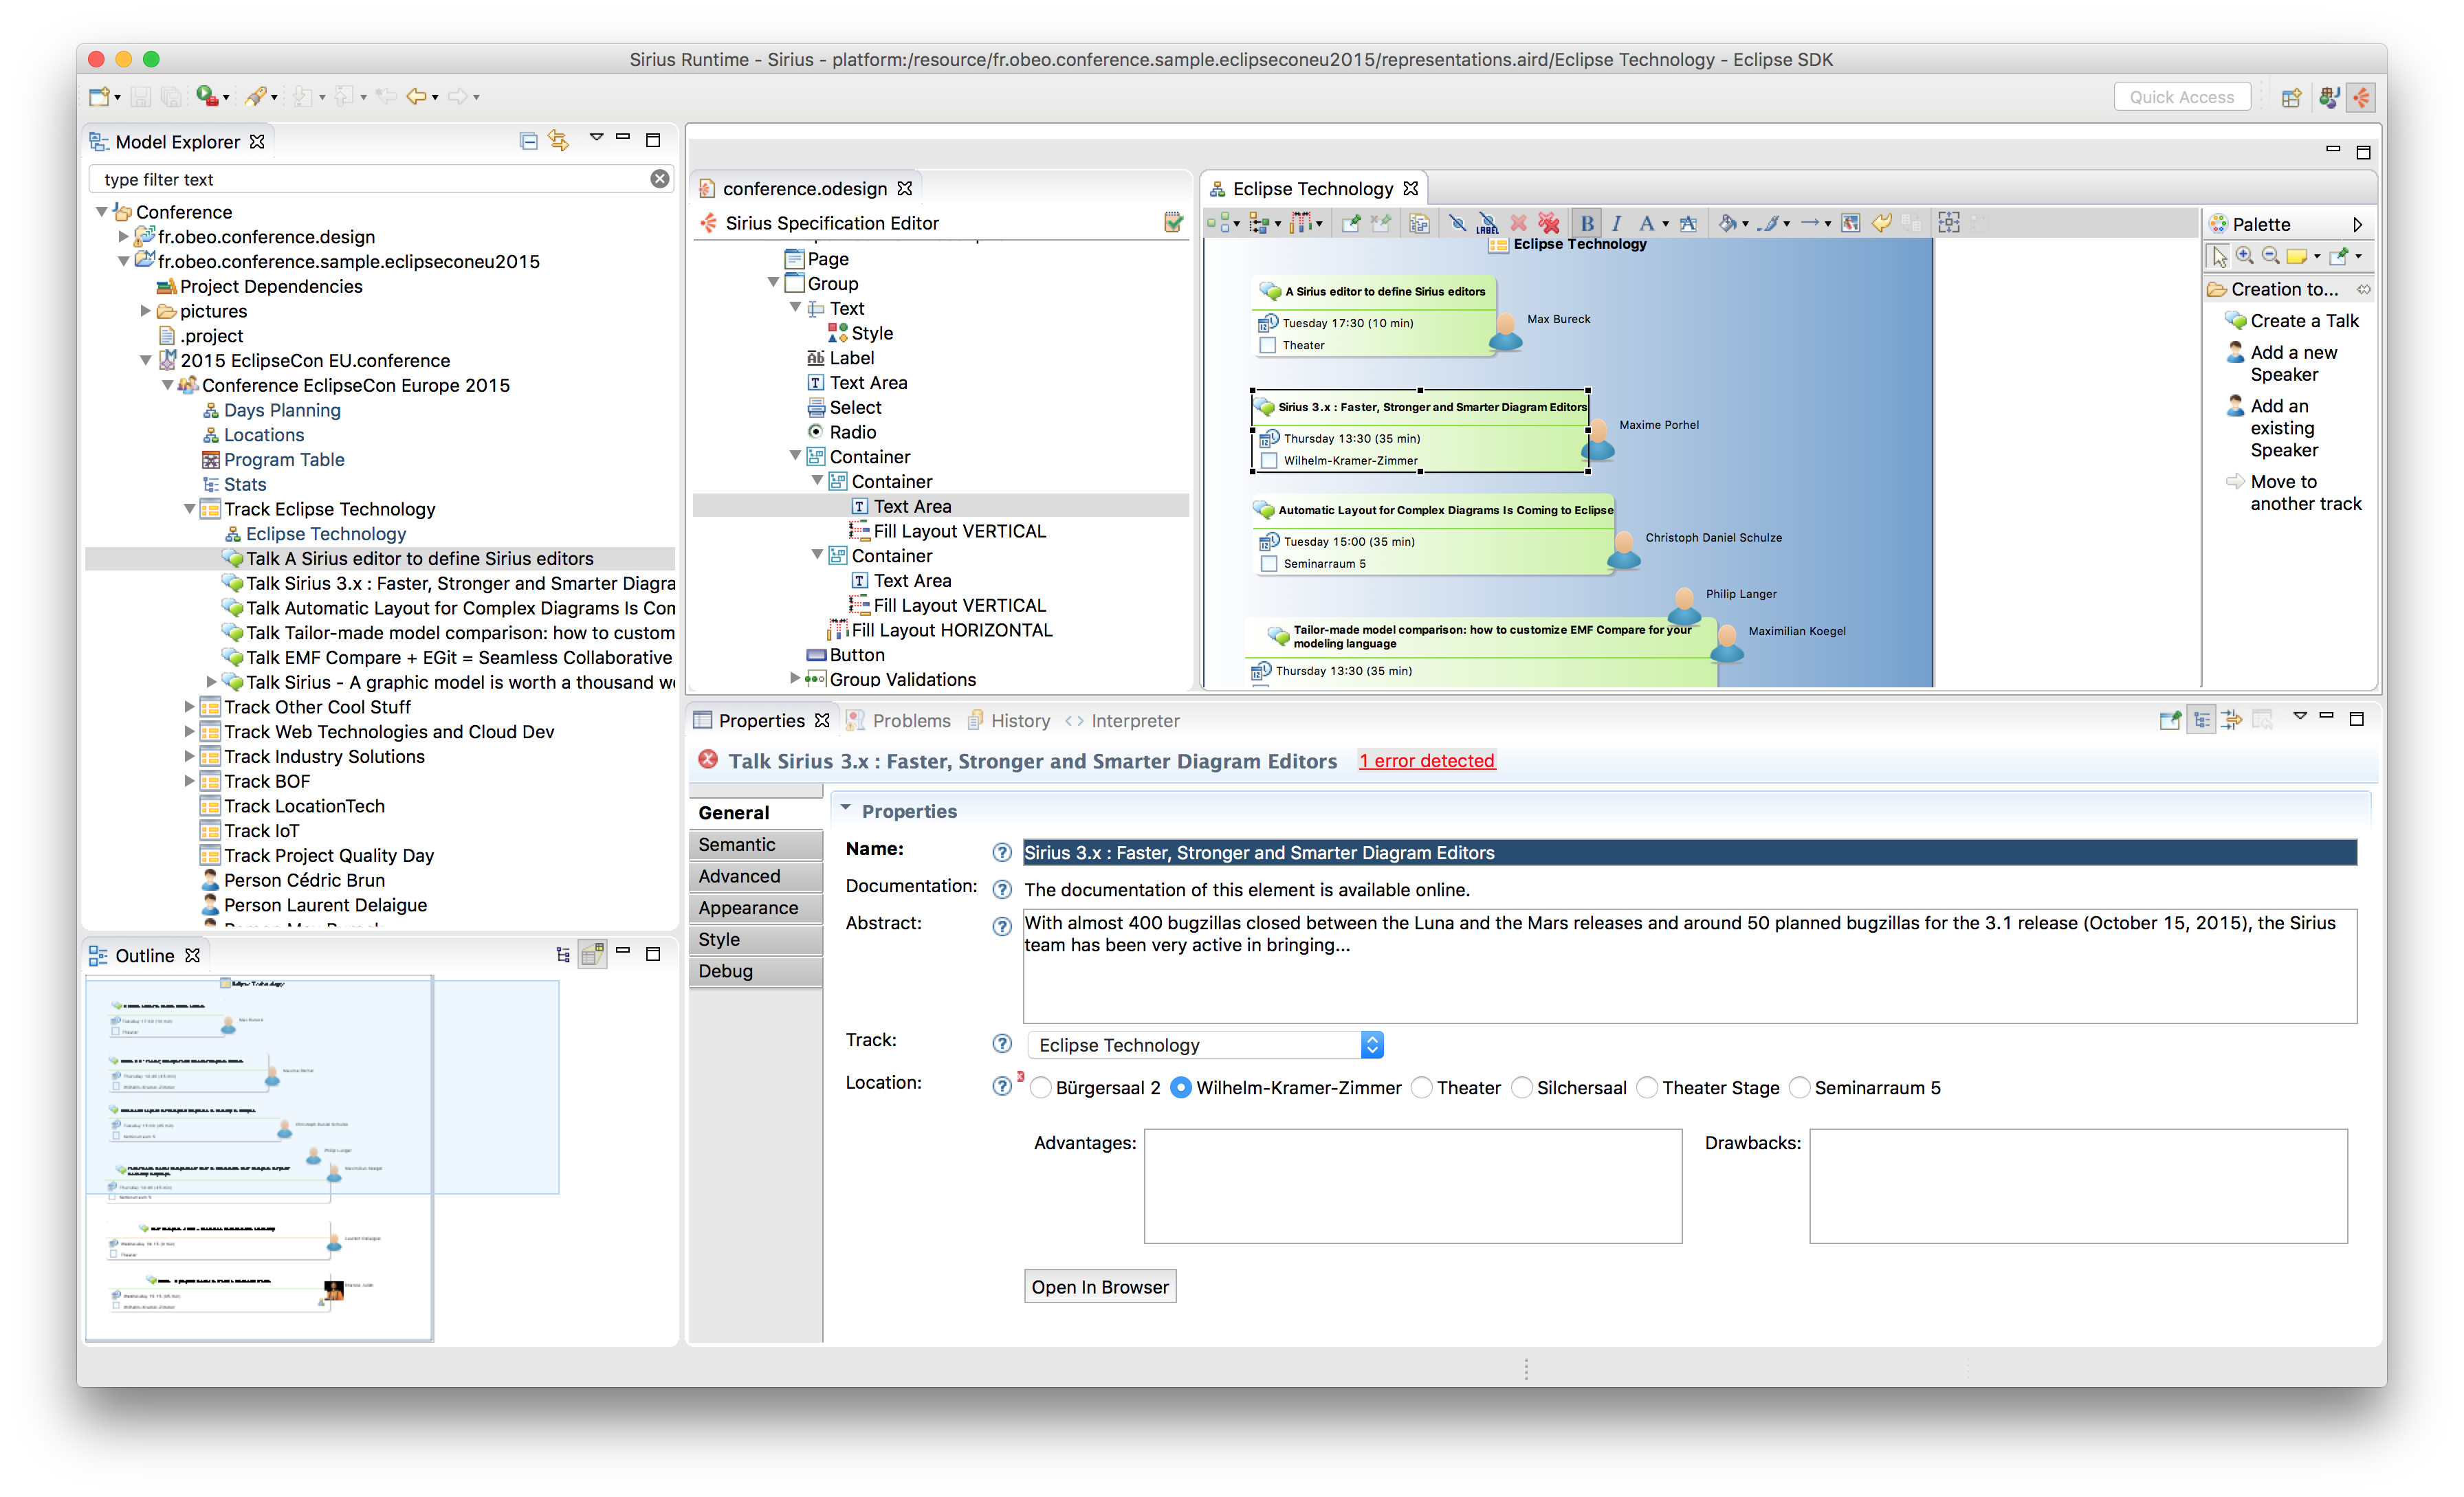 Sirius Runtime - Sirius - platform:/resource/fr.obeo.conference.sample.eclipseconeu2015/representations.aird/Eclipse Technology - Eclipse SDK
Quick Access
Model Explorer
type filter text
Conference
fr.obeo.conference.design
fr.obeo.conference.sample.eclipseconeu2015
Project Dependencies
pictures
.project
2015 EclipseCon EU.conference
Conference EclipseCon Europe 2015
Days Planning
Locations
Program Table
Stats
Track Eclipse Technology
Eclipse Technology
Talk A Sirius editor to define Sirius editors
Talk Sirius 3.x : Faster, Stronger and Smarter Diagra
Talk Automatic Layout for Complex Diagrams Is Con
Talk Tailor-made model comparison: how to custom
Talk EMF Compare + EGit = Seamless Collaborative
Talk Sirius - A graphic model is worth a thousand
Track Other Cool Stuff
Track Web Technologies and Cloud Dev
Track Industry Solutions
Track BOF
Track LocationTech
Track IoT
Track Project Quality Day
Person Cédric Brun
Person Laurent Delaigue
Outline
conference.odesign
Sirius Specification Editor
Page
Group
Text
Style
Label
Text Area
Select
Radio
Container
Container
Text Area
Fill Layout VERTICAL
Container
Text Area
Fill Layout VERTICAL
Fill Layout HORIZONTAL
Button
Group Validations
Eclipse Technology
LABEL
B I A A
Eclipse Technology
A Sirius editor to define Sirius editors
Tuesday 17:30 (10 min)
Theater
Max Bureck
Sirius 3.x : Faster, Stronger and Smarter Diagram Editors
Thursday 13:30 (35 min)
Wilhelm-Kramer-Zimmer
Maxime Porhel
Automatic Layout for Complex Diagrams Is Coming to Eclipse
Tuesday 15:00 (35 min)
Seminarraum 5
Christoph Daniel Schulze
Philip Langer
Tailor-made model comparison: how to customize EMF Compare for your
modeling language
Maximilian Koegel
Thursday 13:30 (35 min)
Palette
Creation to...
Create a Talk
Add a new
Speaker
Add an
existing
Speaker
Move to
another track
Properties
Problems
History
Interpreter
Talk Sirius 3.x : Faster, Stronger and Smarter Diagram Editors
1 error detected
General
Semantic
Advanced
Appearance
Style
Debug
Properties
Name:
Sirius 3.x : Faster, Stronger and Smarter Diagram Editors
Documentation:
The documentation of this element is available online.
Abstract:
With almost 400 bugzillas closed between the Luna and the Mars releases and around 50 planned bugzillas for the 3.1 release (October 15, 2015), the Sirius
team has been very active in bringing...
Track:
Eclipse Technology
Location:
Bürgersaal 2
Wilhelm-Kramer-Zimmer
Theater
Silchersaal
Theater Stage
Seminarraum 5
Advantages:
Drawbacks:
Open In Browser